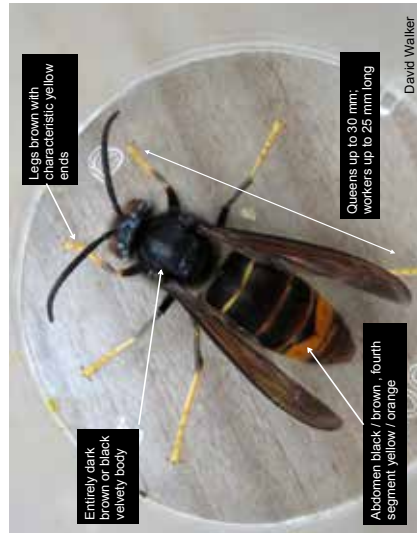 Legs brown with
characteristic yellow
ends
Entirely dark
brown or black
velvety body
Queens up to 30 mm;
workers up to 25 mm long
Abdomen black / brown , fourth
segment yellow / orange
David Walker